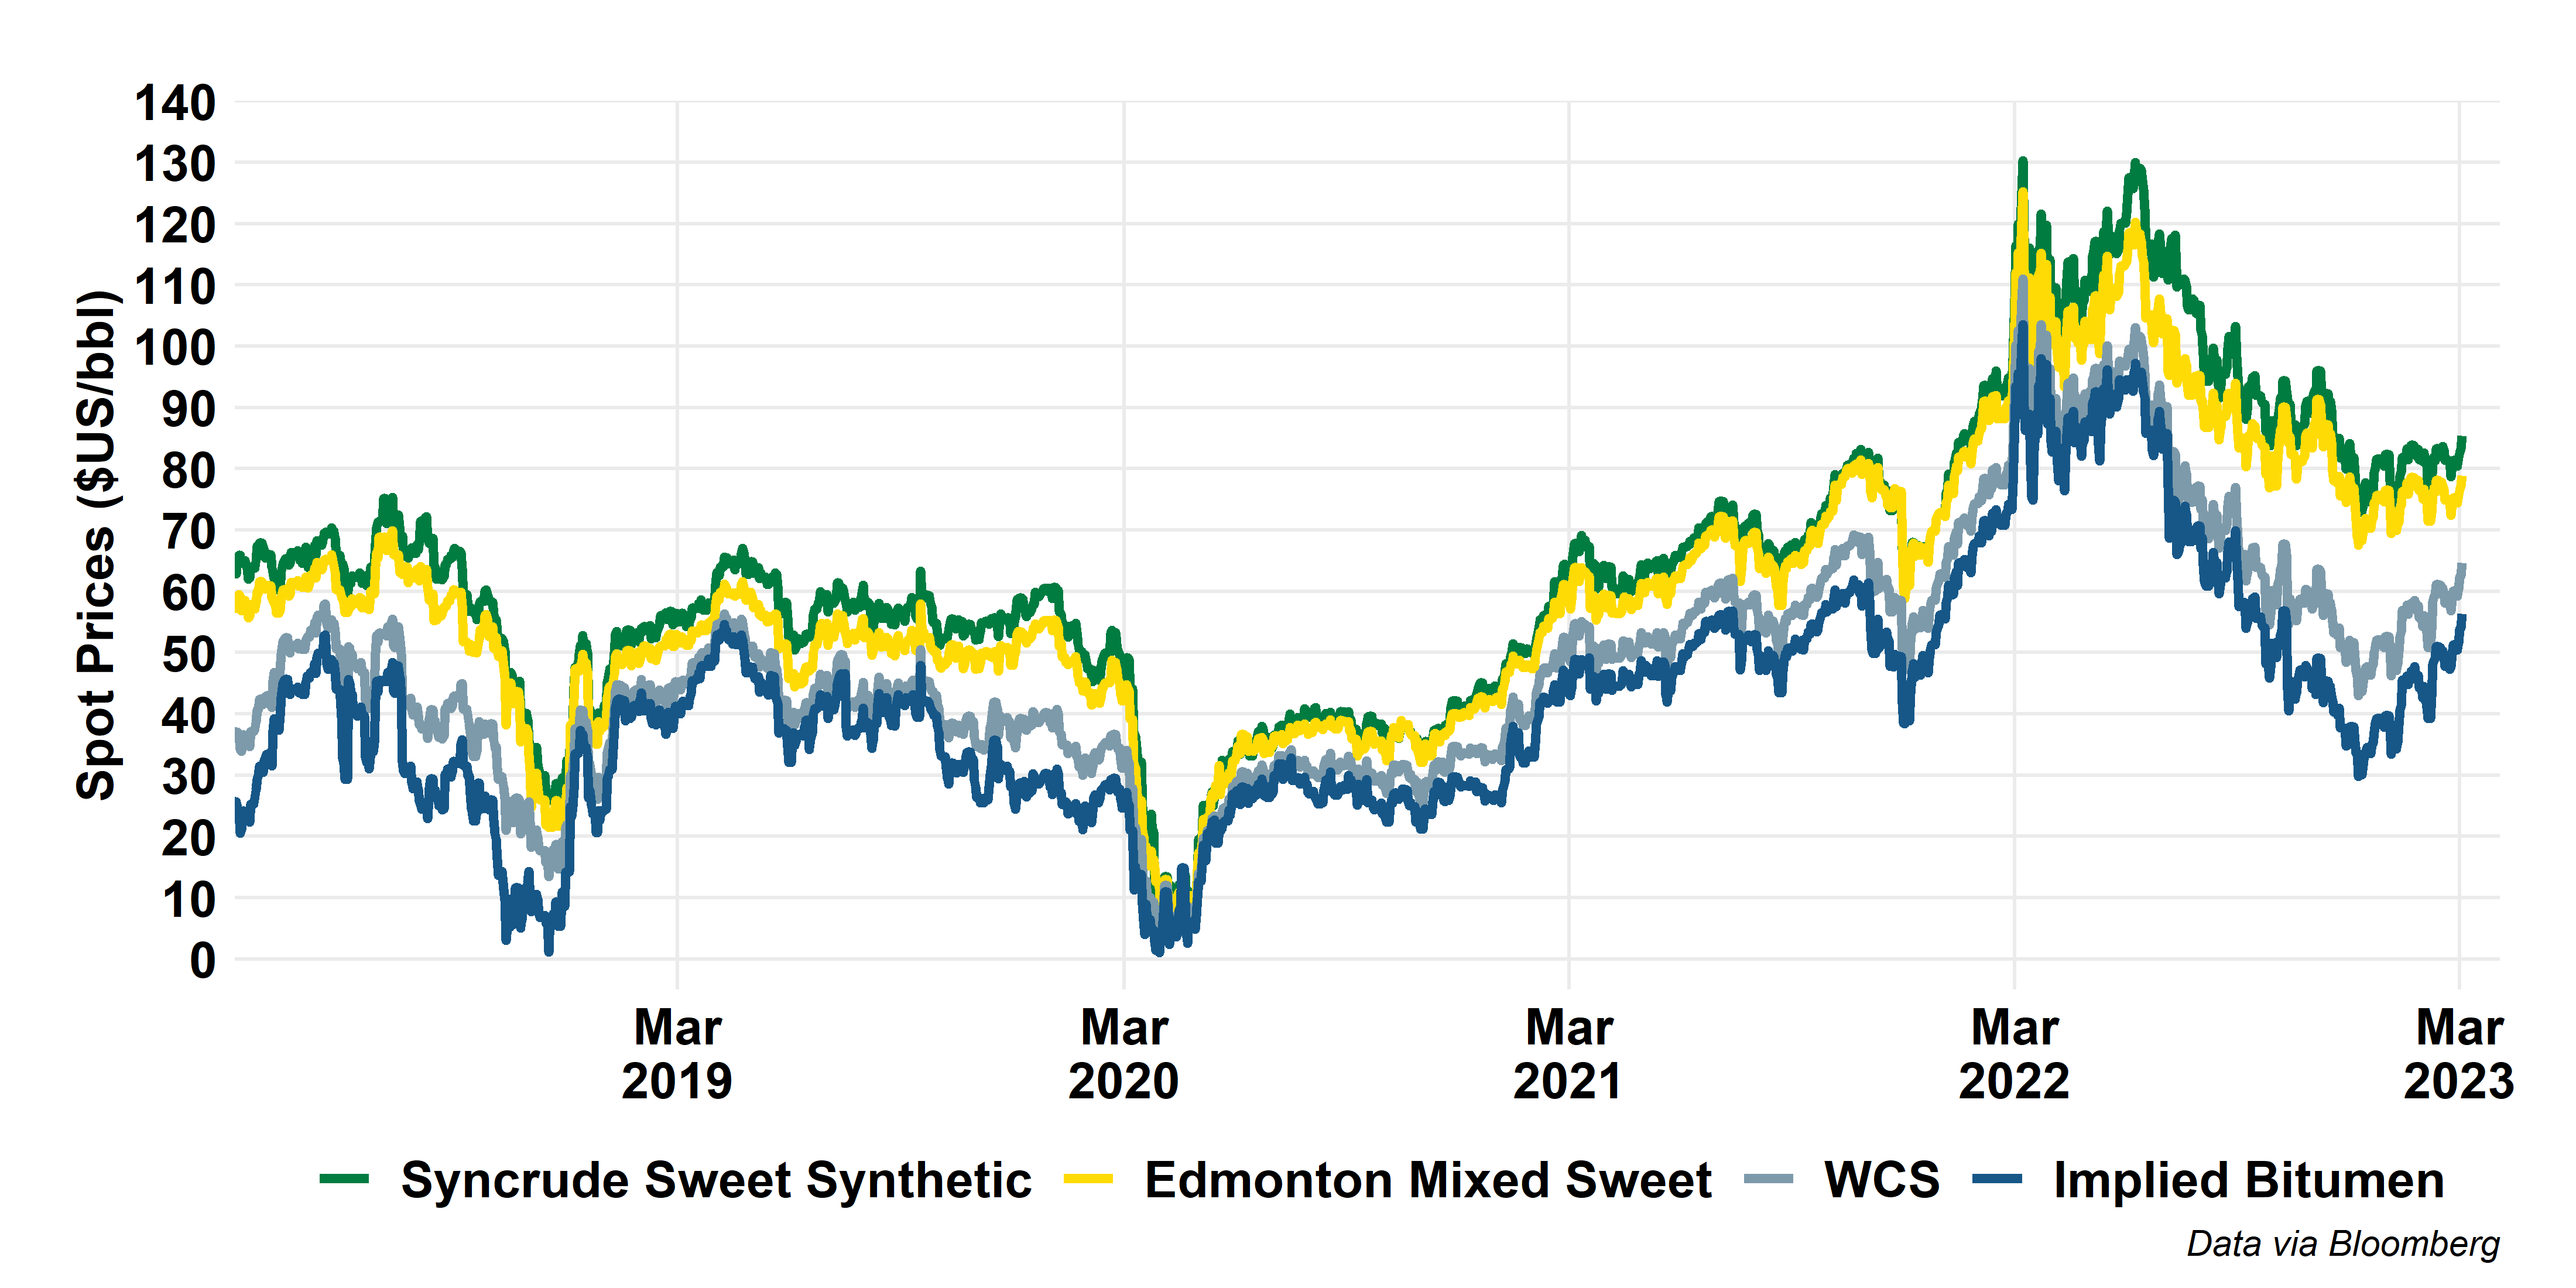 Spot Prices ($US/bbl)
140
130
120
110
100
90
80
70
60
50
40
30
20
10
0
Mar
2019
Mar
2020
Mar
2021
Mar
2022
Mar
2023
Syncrude Sweet Synthetic
Edmonton Mixed Sweet
WCS
Implied Bitumen
Data via Bloomberg